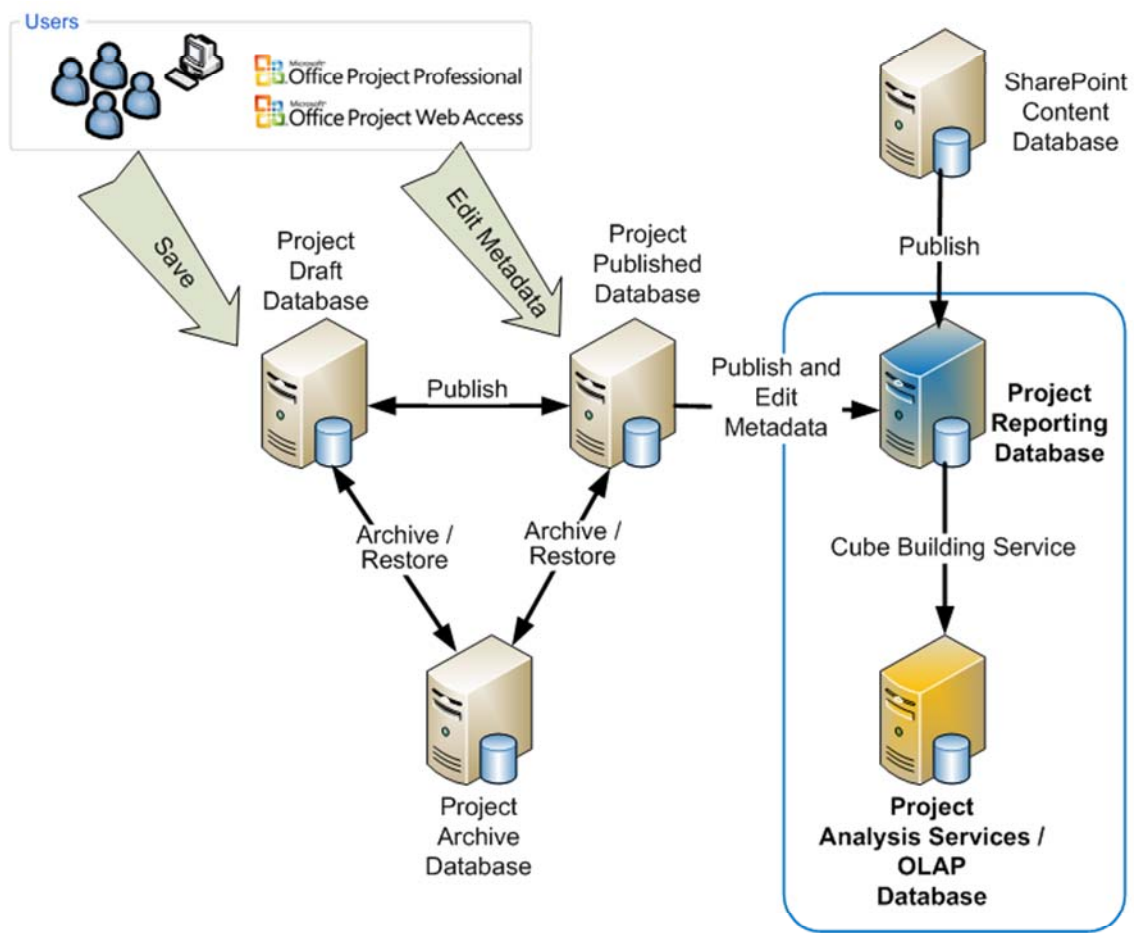 Users
Microsoft®
Office Project Professional
Microsoft®
Office Project Web Access
SharePoint
Content
Database
Save
Edit Metadata
Project
Draft
Database
Project
Published
Database
Publish
Publish
Publish and
Edit
Metadata
Project
Reporting
Database
Archive /
Restore
Archive /
Restore
Cube Building Service
Project
Archive
Database
Project
Analysis Services /
OLAP
Database